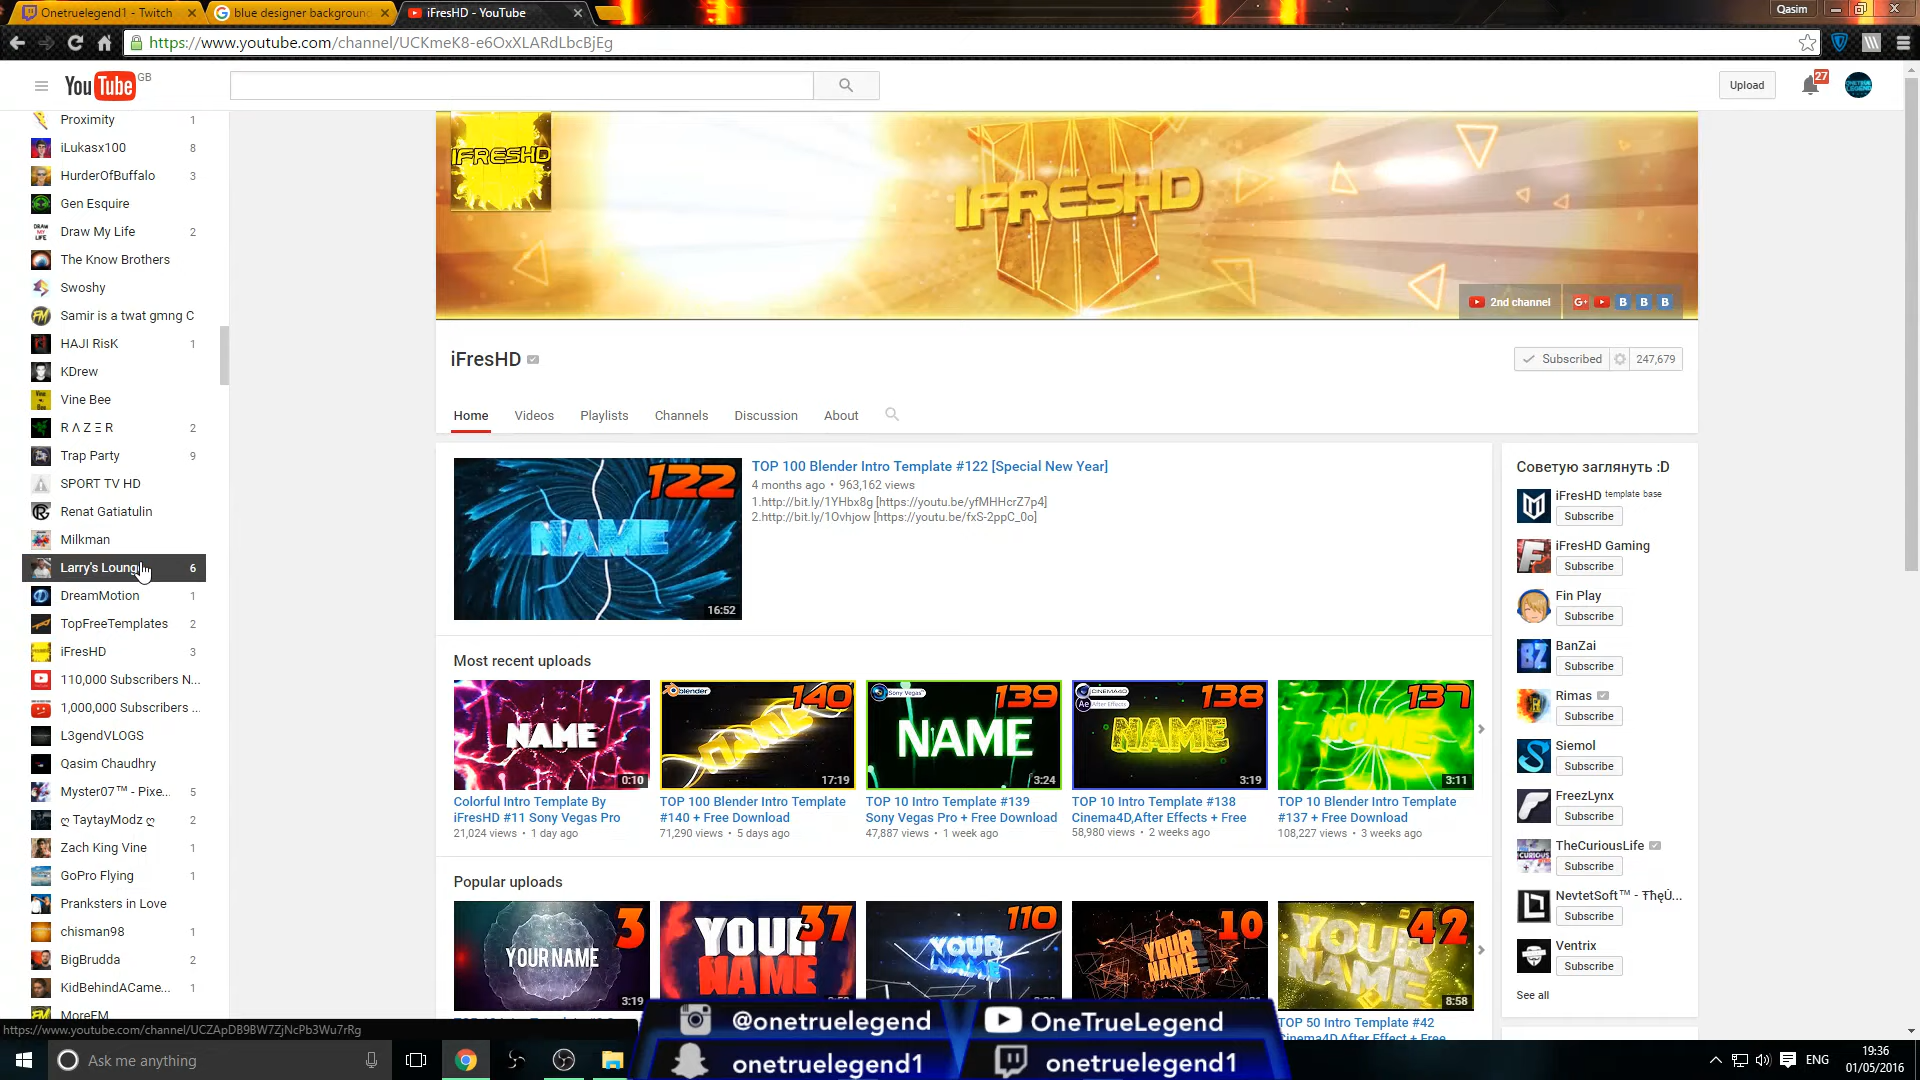 Onetruelegend1 - Twitch
blue designer background
iFresHD - YouTube
Qasim
https://www.youtube.com/channel/UCKmeK8-e6OxXLARdLbcBjEg
YouTube GB
Upload
27
Proximity 1
iLukasx100 8
HurderOfBuffalo 3
Gen Esquire
Draw My Life 2
The Know Brothers
Swoshy
Samir is a twat gmng C
HAJI RisK 1
KDrew
Vine Bee
R Λ Z Ξ R 2
Trap Party 9
SPORT TV HD
Renat Gatiatulin
Milkman
Larry's Loung 6
DreamMotion 1
TopFreeTemplates 2
iFresHD 3
110,000 Subscribers N...
1,000,000 Subscribers ...
L3gendVLOGS
Qasim Chaudhry
Myster07™ - Pixe... 5
ღ TaytayModz ღ 2
Zach King Vine 1
GoPro Flying 1
Pranksters in Love
chisman98 1
BigBrudda 2
KidBehindACame... 1
MoreFM
IFRESHD
IFRESHD
2nd channel
iFresHD
Subscribed 247,679
Home Videos Playlists Channels Discussion About
122
NAME
16:52
TOP 100 Blender Intro Template #122 [Special New Year]
4 months ago • 963,162 views
1.http://bit.ly/1YHbx8g [https://youtu.be/yfMHHcrZ7p4]
2.http://bit.ly/1Ovhjow [https://youtu.be/fxS-2ppC_0o]
Most recent uploads
NAME
0:10
Colorful Intro Template By
iFresHD #11 Sony Vegas Pro
21,024 views • 1 day ago
blender
140
NAME
17:19
TOP 100 Blender Intro Template
#140 + Free Download
71,290 views • 5 days ago
Sony Vegas
139
NAME
3:24
TOP 10 Intro Template #139
Sony Vegas Pro + Free Download
47,887 views • 1 week ago
CINEMA4D
After Effects
138
NAME
3:19
TOP 10 Intro Template #138
Cinema4D,After Effects + Free
58,980 views • 2 weeks ago
137
3:11
TOP 10 Blender Intro Template
#137 + Free Download
108,227 views • 3 weeks ago
Popular uploads
3
YOUR NAME
3:19
37
YOUR
NAME
110
YOUR NAME
10
YOUR
NAME
42
YOUR
NAME
8:58
TOP 50 Intro Template #42
Cinema4D,After Effect + Free
Советую заглянуть :D
iFresHD template base
Subscribe
iFresHD Gaming
Subscribe
Fin Play
Subscribe
BanZai
Subscribe
Rimas
Subscribe
Siemol
Subscribe
FreezLynx
Subscribe
TheCuriousLife
Subscribe
Subscribe
Ventrix
Subscribe
See all
https://www.youtube.com/channel/UCZApDB9BW7ZjNcPb3Wu7rRg
@onetruelegend
OneTrueLegend
onetruelegend1
onetruelegend1
Ask me anything
ENG
19:36
01/05/2016